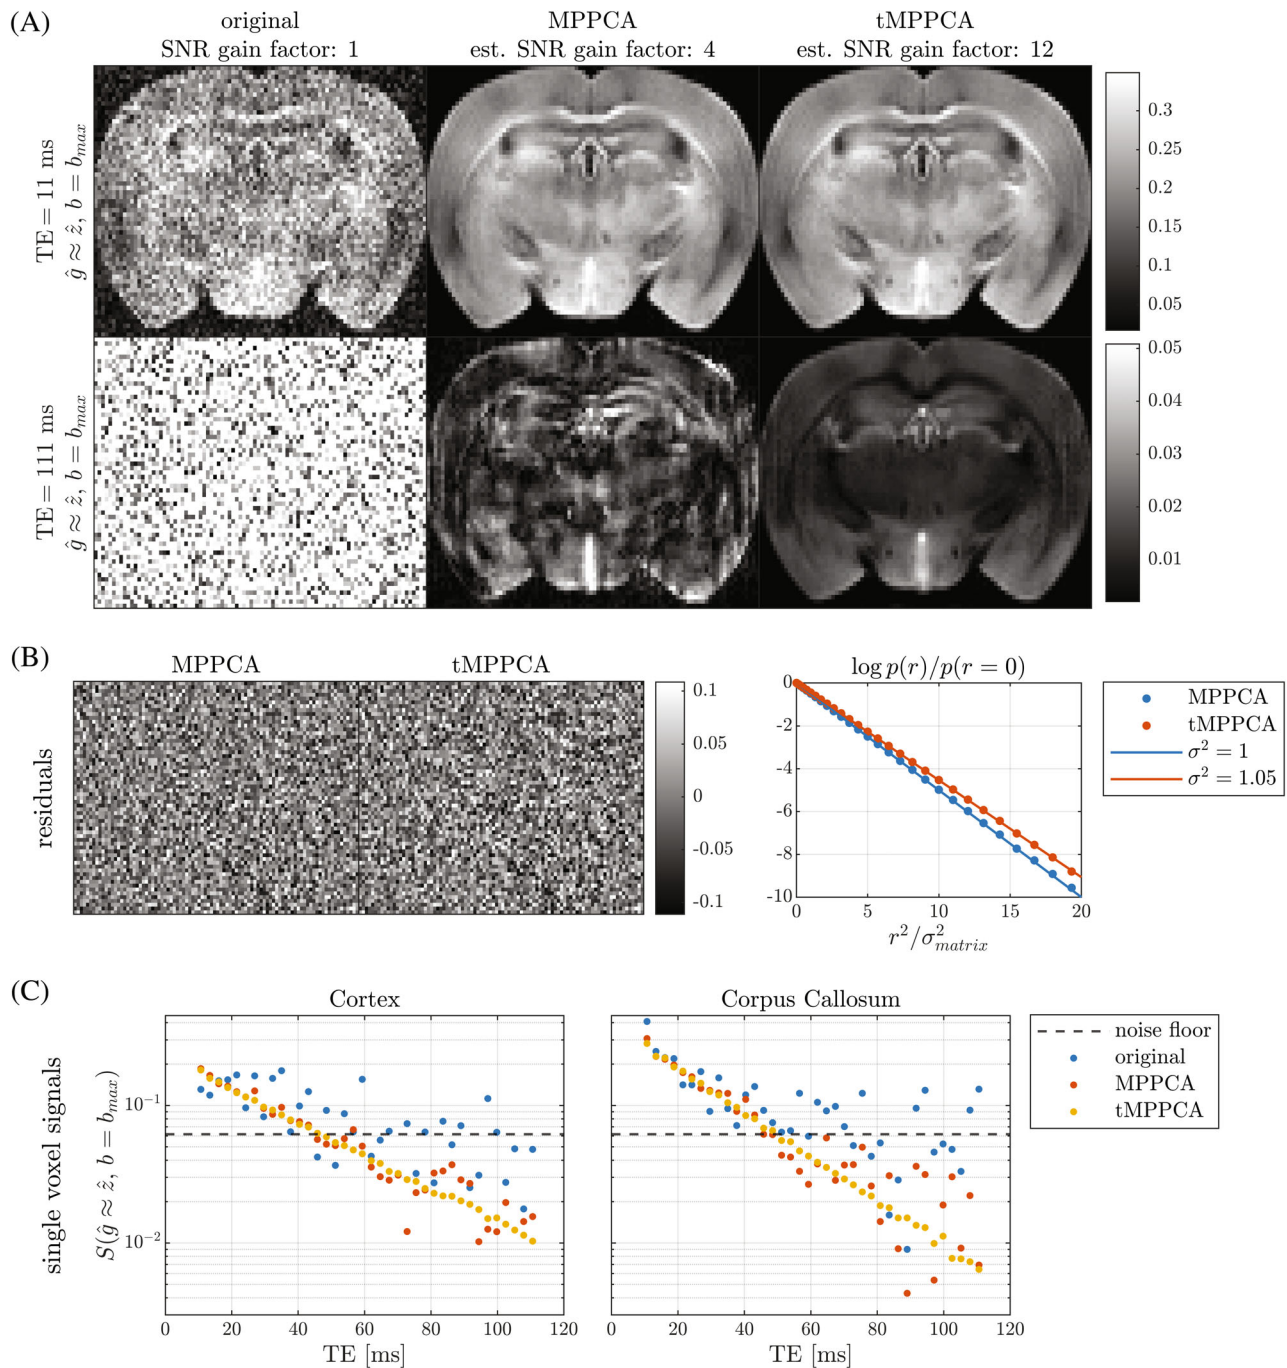 (A)
original
SNR gain factor: 1
MPPCA
est. SNR gain factor: 4
tMPPCA
est. SNR gain factor: 12
TE = 11 ms
ĝ ≈ ẑ, b = b_max
0.3
0.2
0.1
0.05
TE = 111 ms
ĝ ≈ ẑ, b = b_max
0.05
0.04
0.03
0.02
0.01
(B)
MPPCA
tMPPCA
residuals
0.1
0.05
0
-0.05
-0.1
log p(r)/p(r = 0)
0
-2
-4
-6
-8
-10
0 5 10 15 20
r²/σ²_matrix
MPPCA
tMPPCA
σ² = 1
σ² = 1.05
(C)
single voxel signals
S(ĝ ≈ ẑ, b = b_max)
Cortex
10⁻¹
10⁻²
0 20 40 60 80 100 120
TE [ms]
Corpus Callosum
0 20 40 60 80 100 120
TE [ms]
noise floor
original
MPPCA
tMPPCA